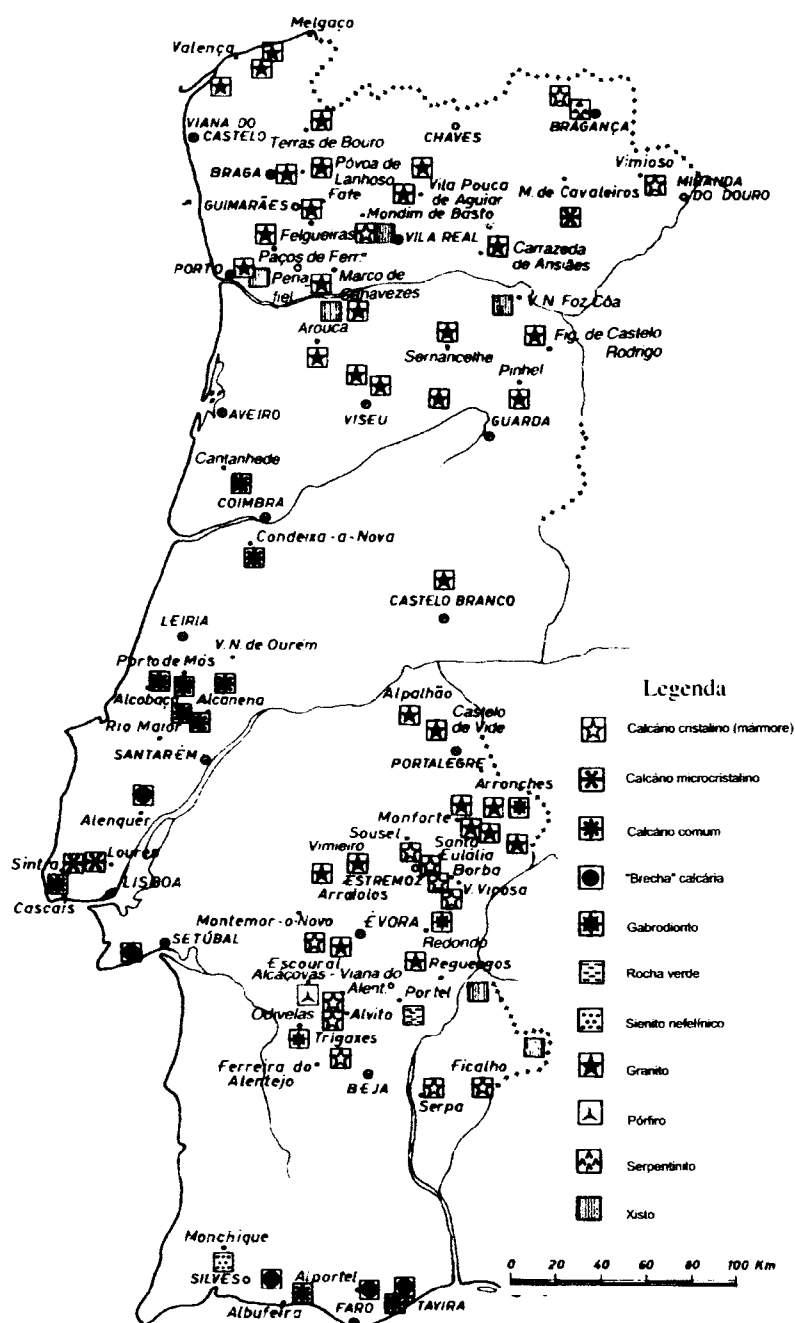 Melgaço
Valença
VIANA DO
CASTELO
Terras de Bouro
CHAVES
BRAGANÇA
BRAGA
Póvoa de
Lanhoso
Vimioso
MIRANDA
DO DOURO
M. de Cavaleiros
Vila Pouca
de Aguiar
GUIMARÃES
Fafe
Mondim de Basto
Felgueiras
VILA REAL
Carrazeda
de Ansiães
Paços de Ferr.
PORTO
Pena
fiel
Marco de
Canavezes
V.N. Foz Côa
Arouca
Sernancelhe
Fig. de Castelo
Rodrigo
Pinhel
AVEIRO
VISEU
GUARDA
Cantanhede
COIMBRA
Condeixa-a-Nova
CASTELO BRANCO
LEIRIA
V.N. de Ourém
Porto de Mós
Alcobaça
Alcanena
Rio Maior
SANTARÉM
Alpalhão
Castelo
de Vide
PORTALEGRE
Arronches
Alenquer
Monforte
Santa
Eulália
Sousel
Vimieiro
Borba
Sintra
Loures
ESTREMOZ
V. Viçosa
LISBOA
Arraiolos
Cascais
Montemor-o-Novo
ÉVORA
SETÚBAL
Redondo
Escoural
Reguengos
Alcáçovas - Viana do
Alent.
Portel
Odivelas
Alvito
Trigaxes
Ferreira do
Alentejo
BEJA
Ficalho
Serpa
Monchique
SILVES
Alportel
Albufeira
FARO
TAVIRA
Legenda
Calcário cristalino (mármore)
Calcário microcristalino
Calcário comum
"Brecha" calcária
Gabrodiorito
Rocha verde
Sienito nefelínico
Granito
Pórfiro
Serpentinito
Xisto
0 20 40 60 80 100 Km